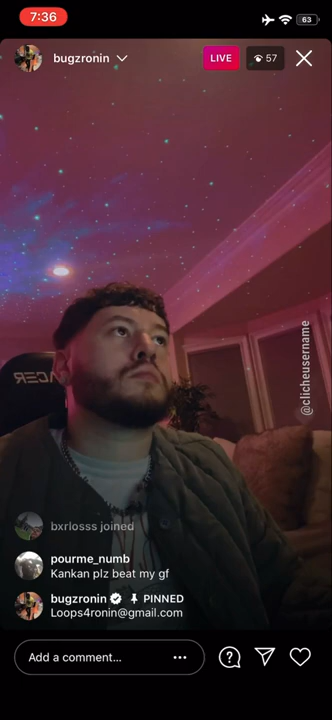 7:36
63
bugzronin
LIVE
57
@clicheusername
bxrlosss joined
pourme_numb
Kankan plz beat my gf
bugzronin PINNED
Loops4ronin@gmail.com
Add a comment...